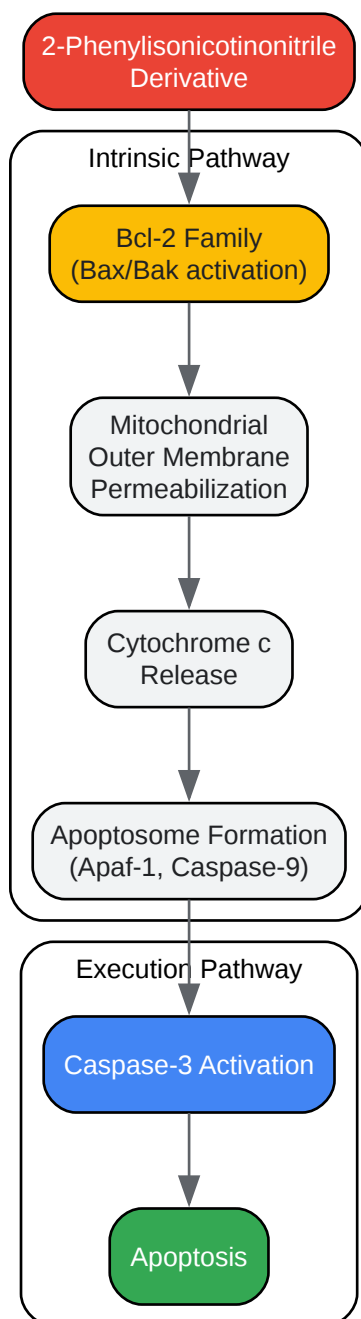 2-Phenylisonicotinonitrile
Derivative
Intrinsic Pathway
Bcl-2 Family
(Bax/Bak activation)
Mitochondrial
Outer Membrane
Permeabilization
Cytochrome c
Release
Apoptosome Formation
(Apaf-1, Caspase-9)
Execution Pathway
Caspase-3 Activation
Apoptosis